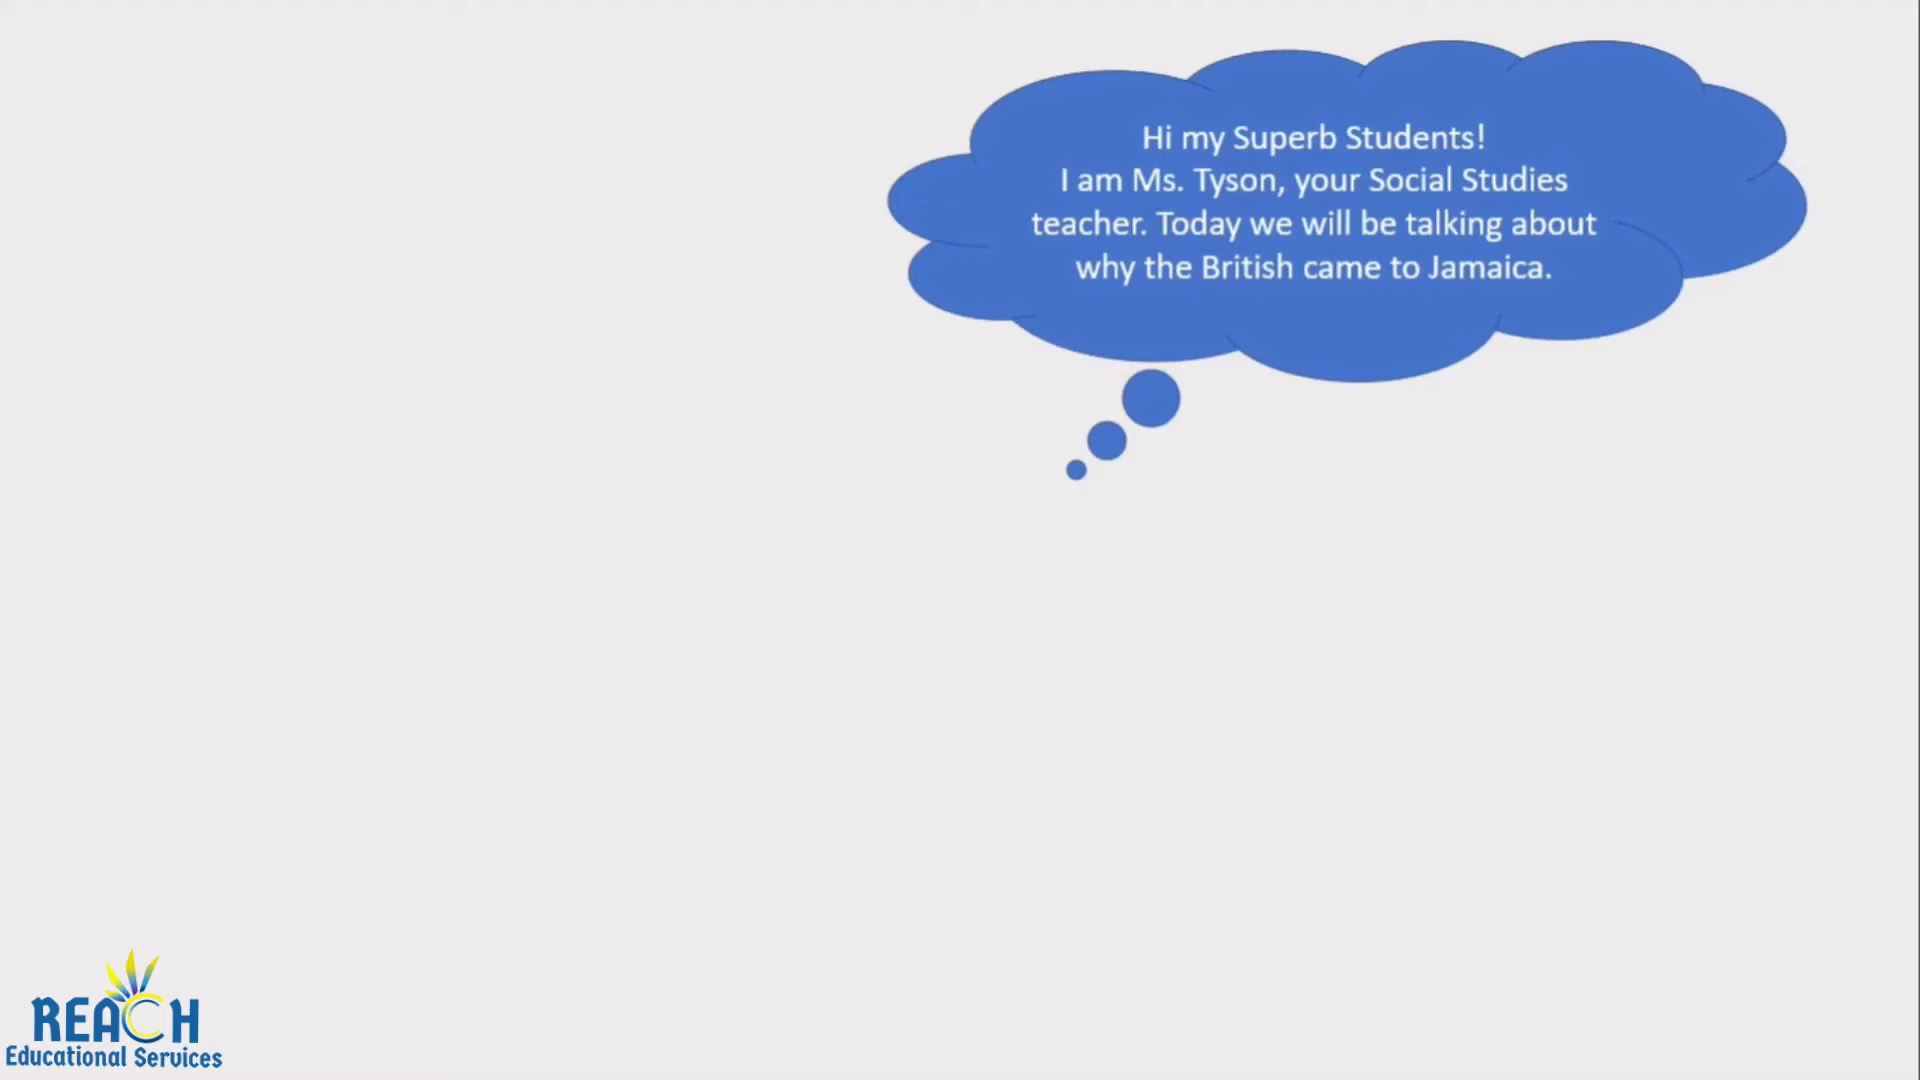 Hi my Superb Students!
I am Ms. Tyson, your Social Studies
teacher. Today we will be talking about
why the British came to Jamaica.
REACH
Educational Services